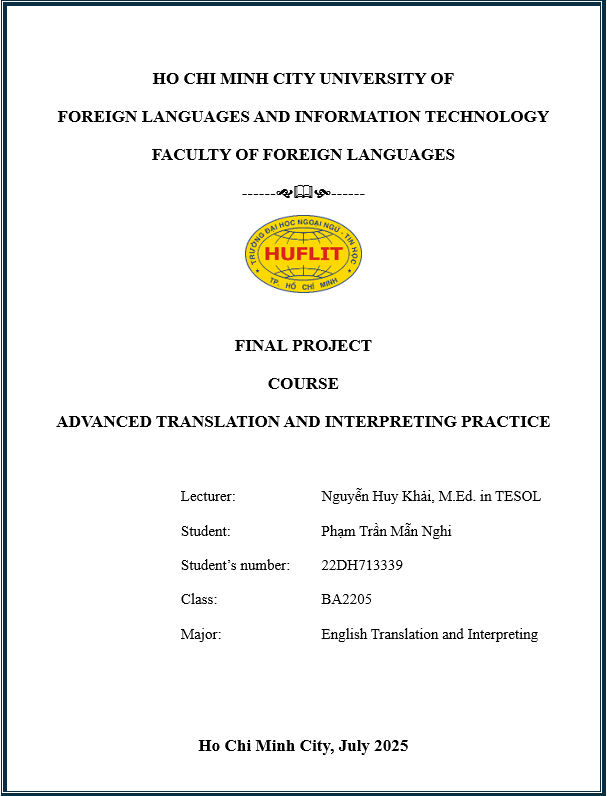 HO CHI MINH CITY UNIVERSITY OF
FOREIGN LANGUAGES AND INFORMATION TECHNOLOGY
FACULTY OF FOREIGN LANGUAGES
TRƯỜNG ĐẠI HỌC NGOẠI NGỮ - TIN HỌC
HUFLIT
TP. HỒ CHÍ MINH
FINAL PROJECT
COURSE
ADVANCED TRANSLATION AND INTERPRETING PRACTICE
Lecturer: Nguyễn Huy Khải, M.Ed. in TESOL
Student: Phạm Trần Mẫn Nghi
Student’s number: 22DH713339
Class: BA2205
Major: English Translation and Interpreting
Ho Chi Minh City, July 2025